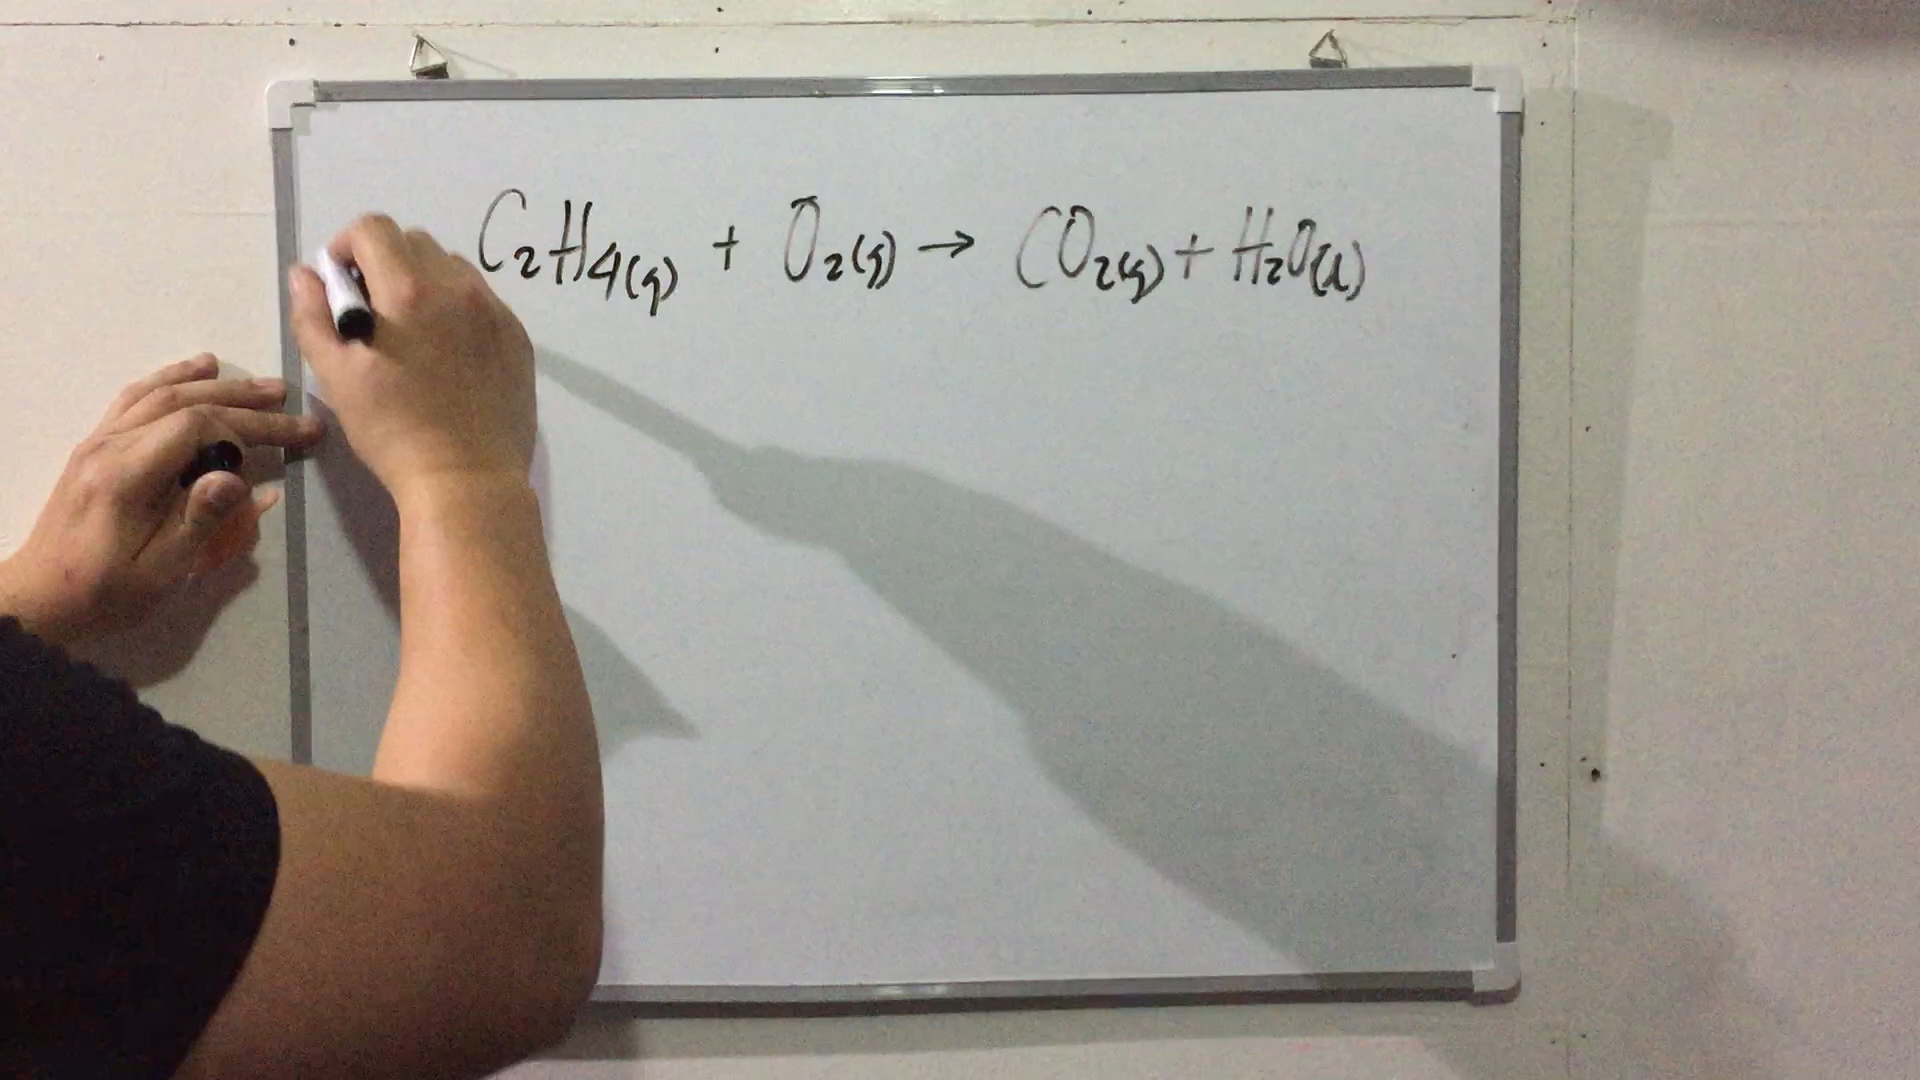 C₂H₄(g) + O₂(g) → CO₂(g) + H₂O(l)